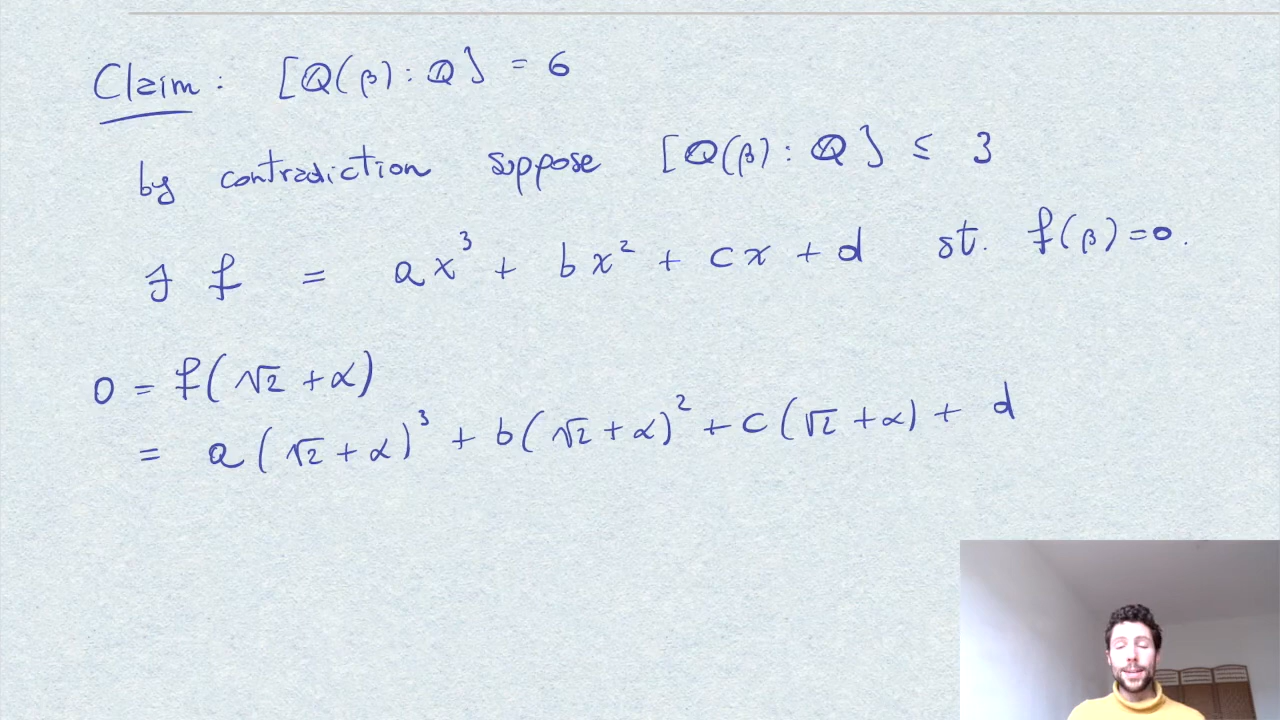 Claim: [Q(β):Q] = 6
by contradiction suppose [Q(β):Q] ≤ 3
∃ f = ax³ + bx² + cx + d st. f(β)=0.
0 = f(√2 + α)
= a(√2 + α)³ + b(√2 + α)² + c(√2 + α) + d